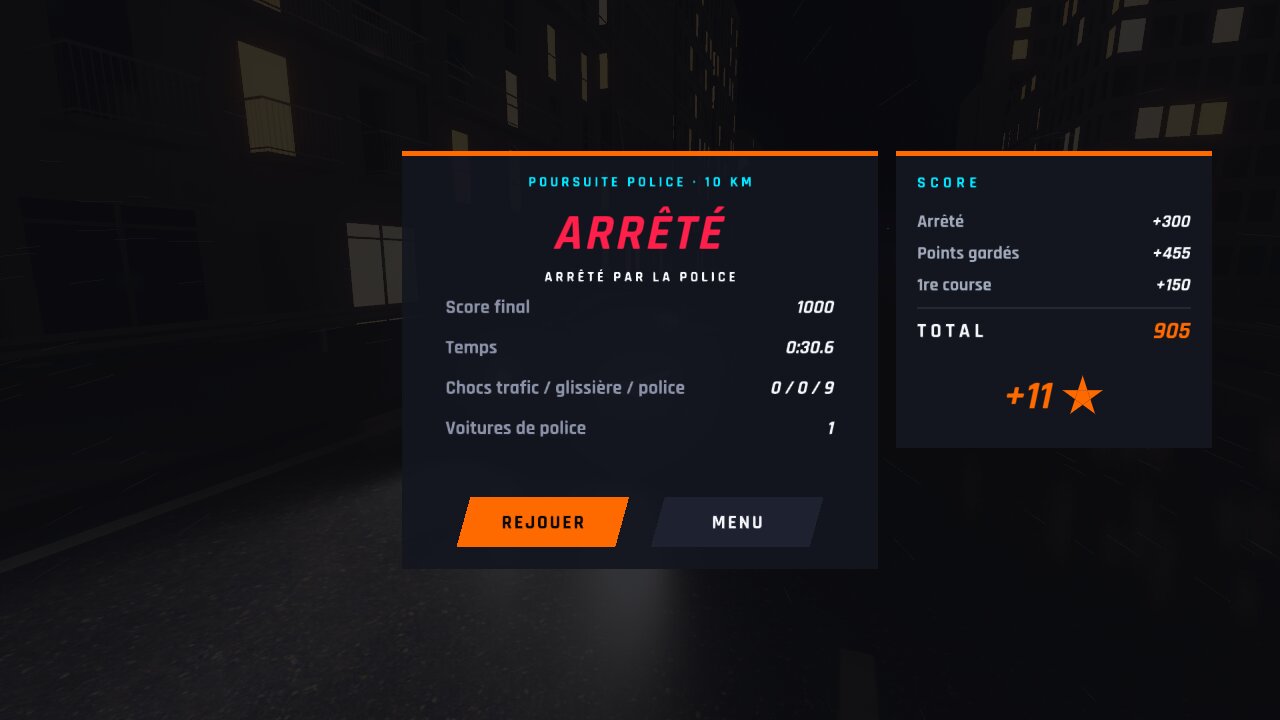 POURSUITE POLICE · 10 KM
ARRÊTÉ
ARRÊTÉ PAR LA POLICE
Score final 1000
Temps 0:30.6
Chocs trafic / glissière / police 0 / 0 / 9
Voitures de police 1
REJOUER MENU
SCORE
Arrêté +300
Points gardés +455
1re course +150
TOTAL 905
+11